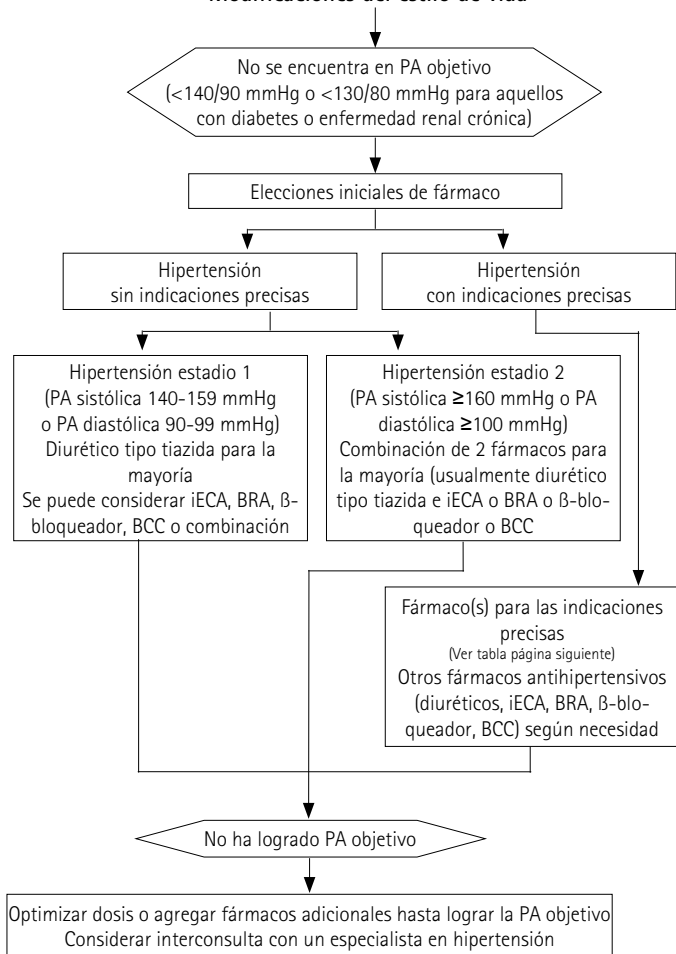 Modificaciones del estilo de vida
No se encuentra en PA objetivo
(<140/90 mmHg o <130/80 mmHg para aquellos
con diabetes o enfermedad renal crónica)
Elecciones iniciales de fármaco
Hipertensión
sin indicaciones precisas
Hipertensión
con indicaciones precisas
Hipertensión estadio 1
(PA sistólica 140-159 mmHg
o PA diastólica 90-99 mmHg)
Diurético tipo tiazida para la
mayoría
Se puede considerar iECA, BRA, ß-
bloqueador, BCC o combinación
Hipertensión estadio 2
(PA sistólica ≥160 mmHg o PA
diastólica ≥100 mmHg)
Combinación de 2 fármacos para
la mayoría (usualmente diurético
tipo tiazida e iECA o BRA o ß-blo-
queador o BCC
Fármaco(s) para las indicaciones
precisas
(Ver tabla página siguiente)
Otros fármacos antihipertensivos
(diuréticos, iECA, BRA, ß-blo-
queador, BCC) según necesidad
No ha logrado PA objetivo
Optimizar dosis o agregar fármacos adicionales hasta lograr la PA objetivo
Considerar interconsulta con un especialista en hipertensión